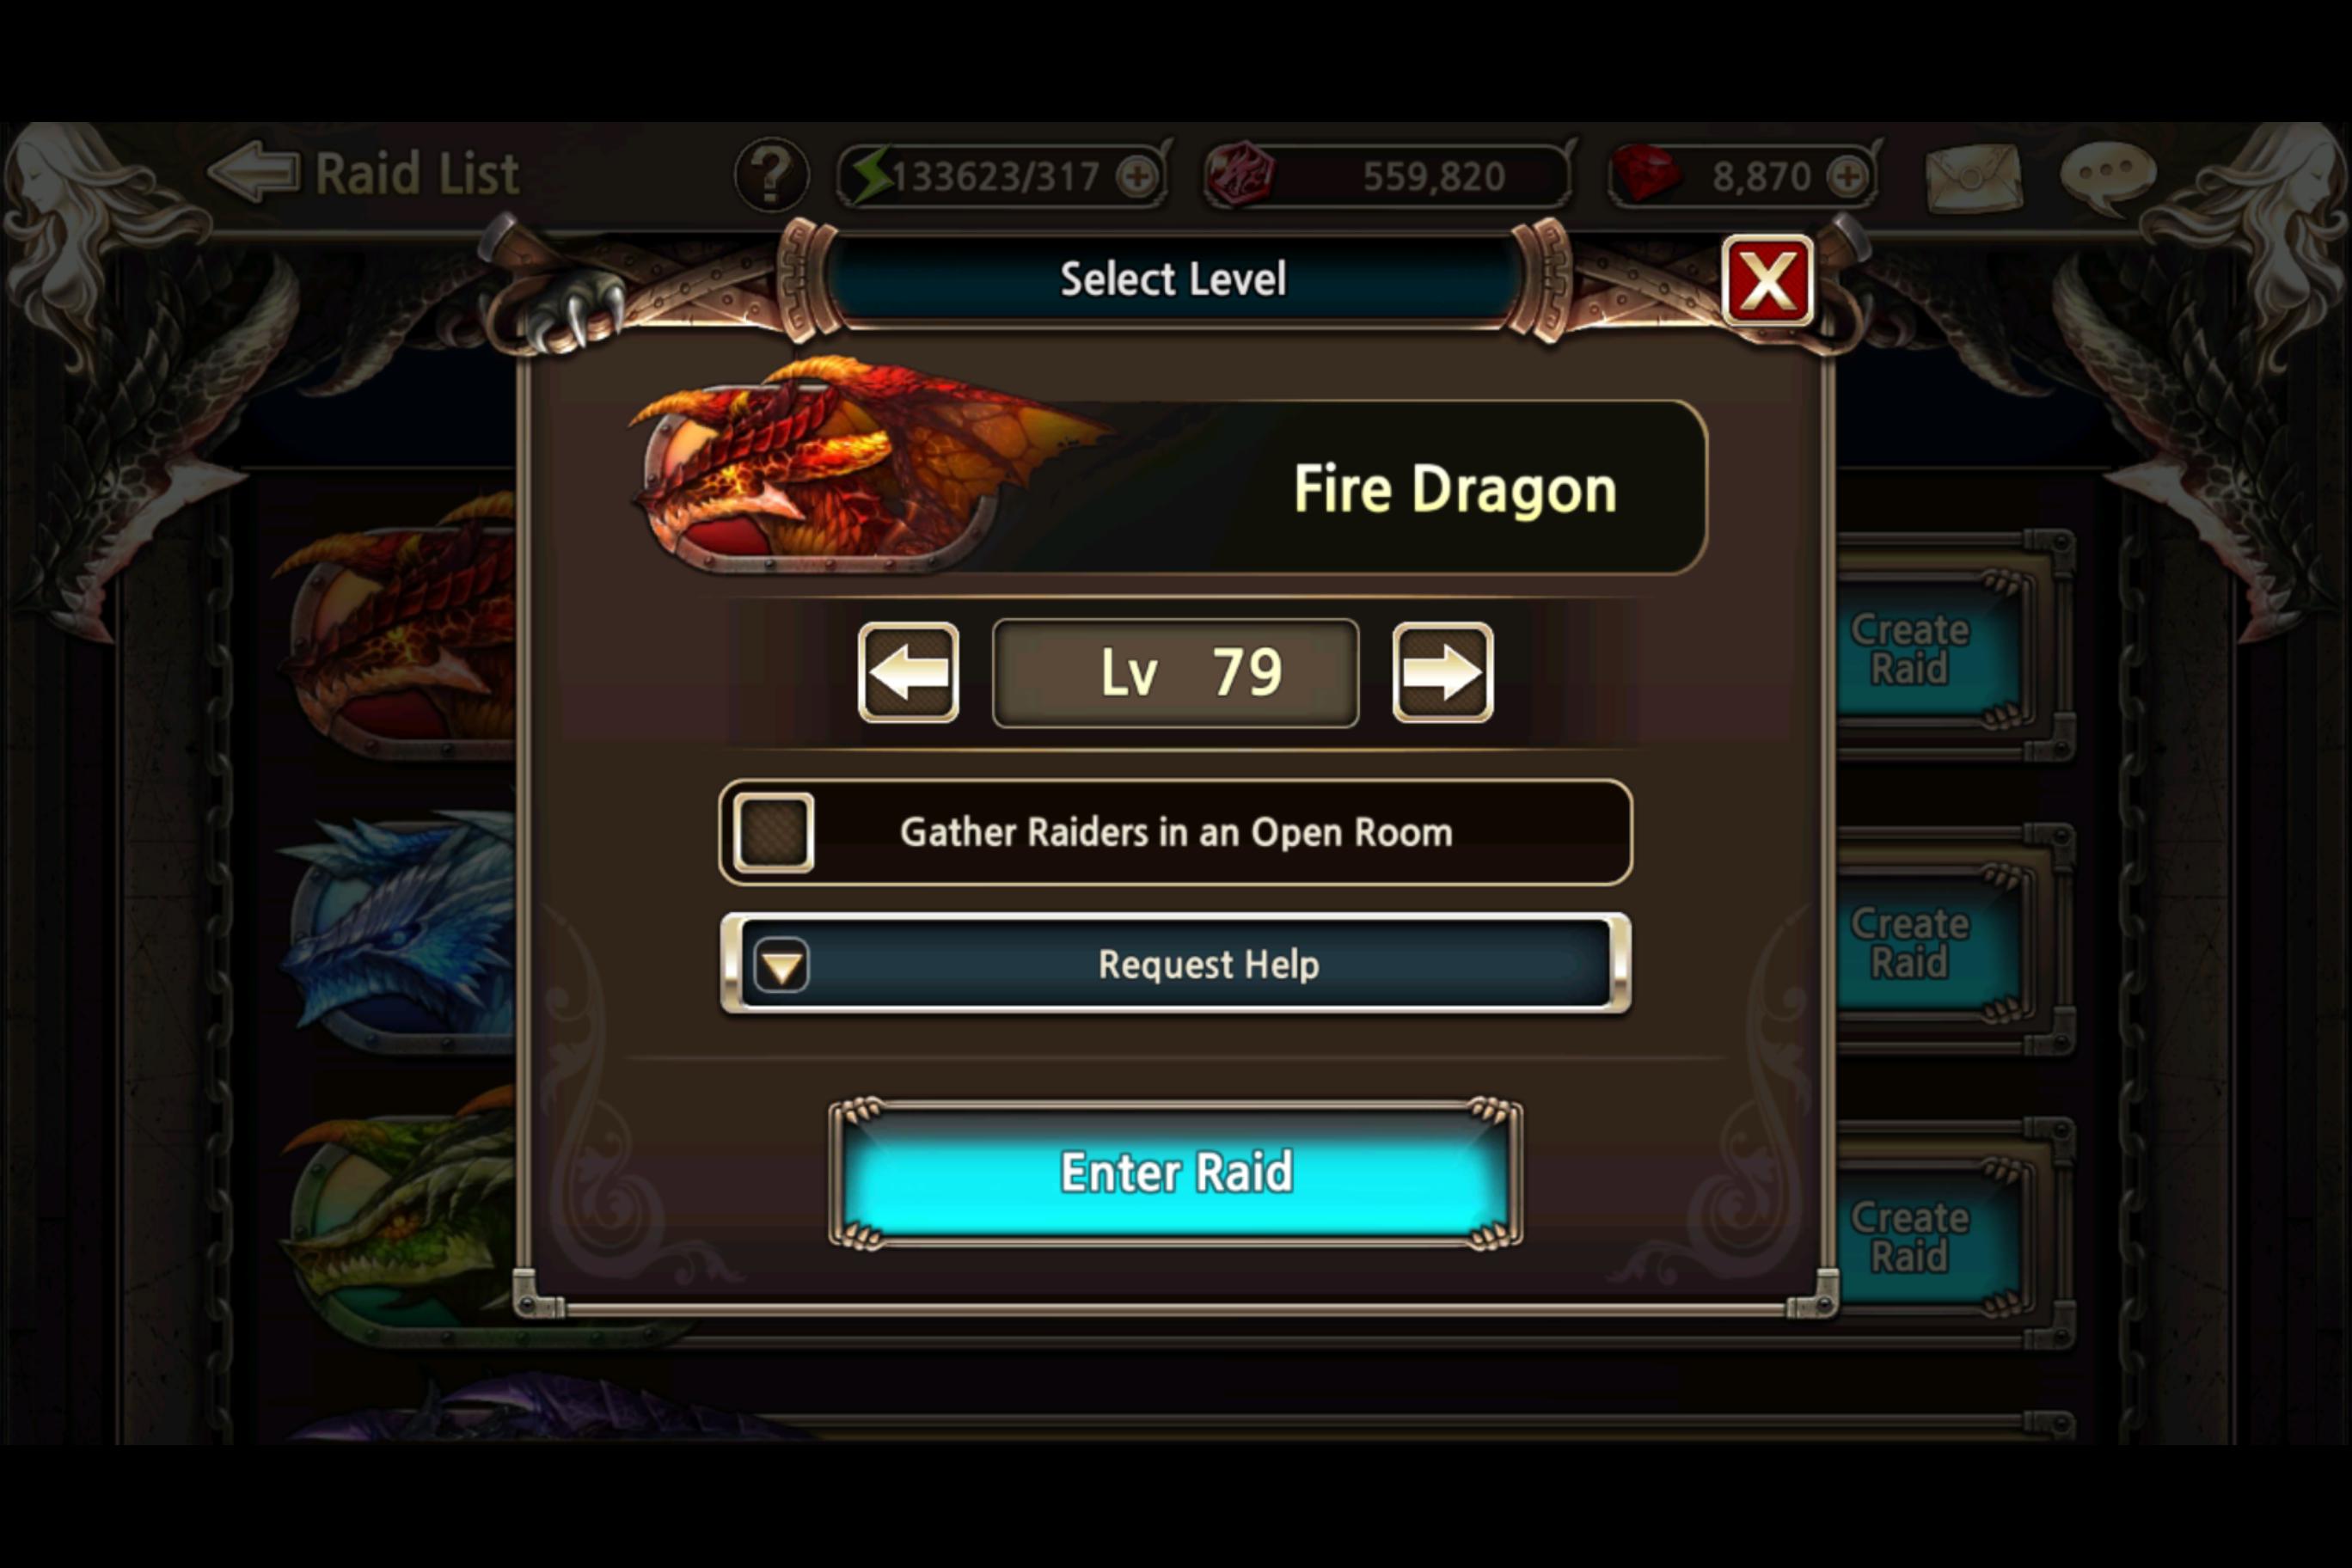 Raid List
?
133623/317
559,820
8,870
Select Level
X
Fire Dragon
Lv 79
Gather Raiders in an Open Room
Request Help
Enter Raid
Create
Raid
Create
Raid
Create
Raid